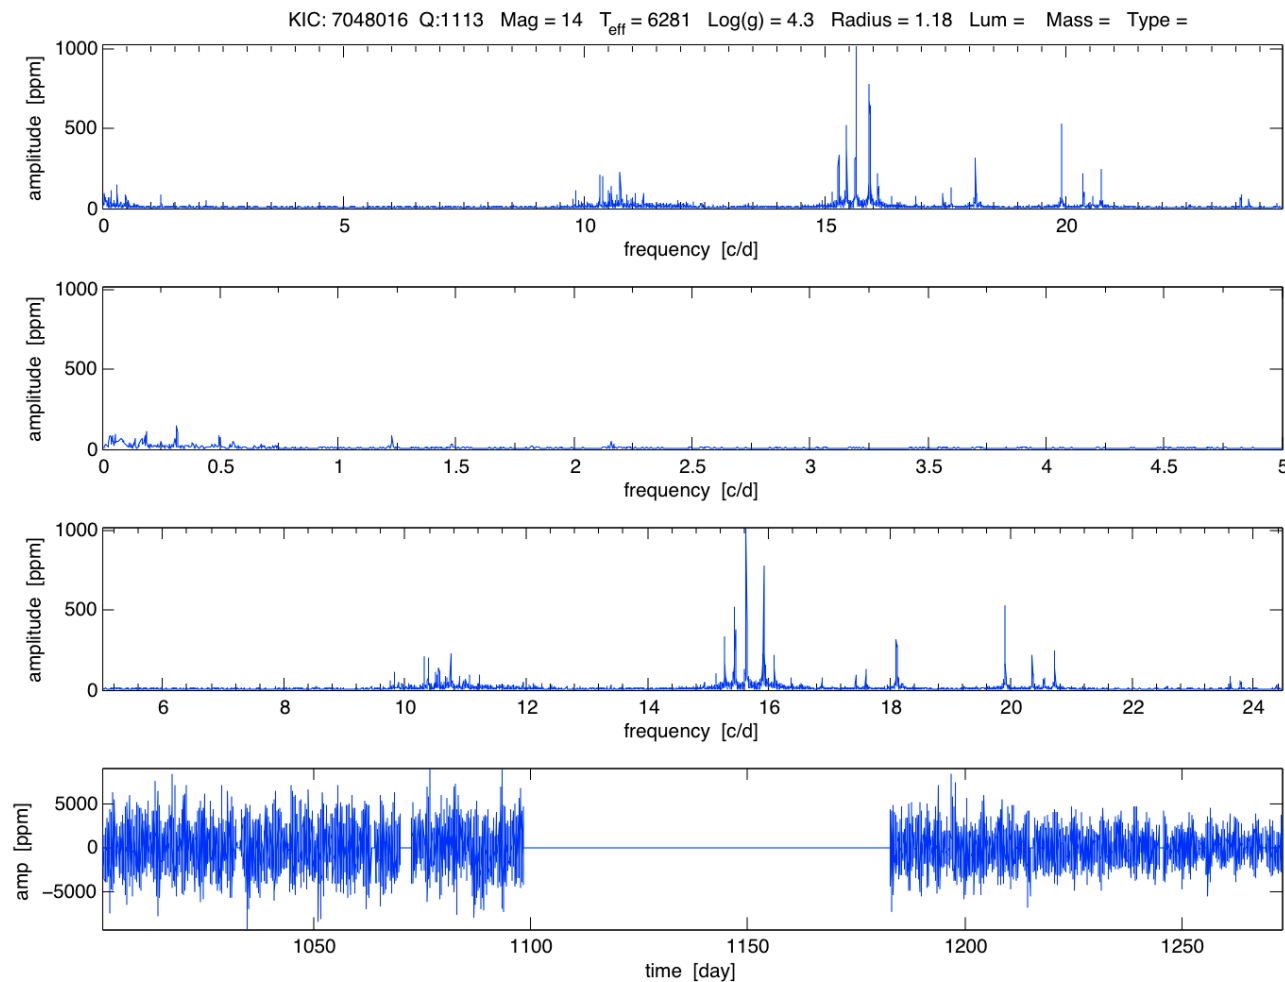 KIC: 7048016 Q:1113 Mag = 14 Teff = 6281 Log(g) = 4.3 Radius = 1.18 Lum = Mass = Type =
amplitude [ppm]
1000
500
0
0 5 10 15 20
frequency [c/d]
amplitude [ppm]
1000
500
0
0 0.5 1 1.5 2 2.5 3 3.5 4 4.5 5
frequency [c/d]
amplitude [ppm]
1000
500
0
6 8 10 12 14 16 18 20 22 24
frequency [c/d]
amp [ppm]
5000
0
−5000
1050 1100 1150 1200 1250
time [day]